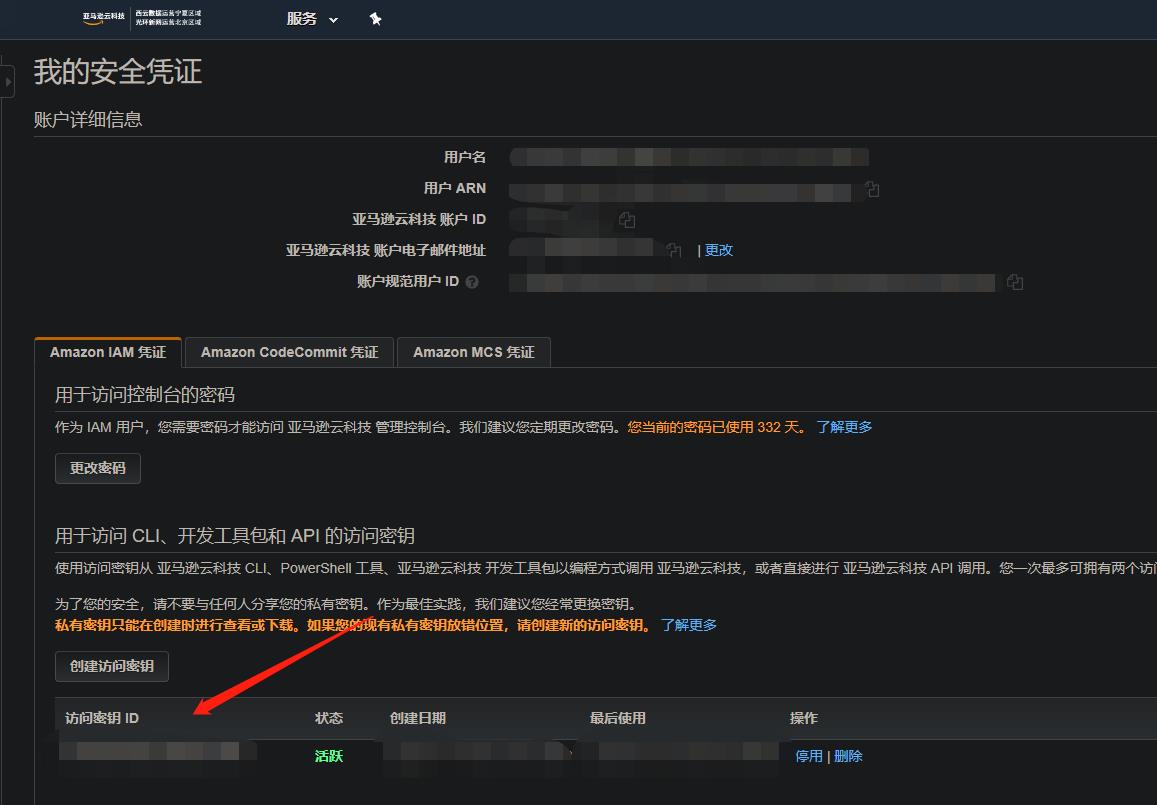 亚马逊云科技 西云数据运营宁夏区域
光环新网运营北京区域
服务
我的安全凭证
账户详细信息
用户名
用户 ARN
亚马逊云科技 账户 ID
亚马逊云科技 账户电子邮件地址 | 更改
账户规范用户 ID
Amazon IAM 凭证 Amazon CodeCommit 凭证 Amazon MCS 凭证
用于访问控制台的密码
作为 IAM 用户，您需要密码才能访问 亚马逊云科技 管理控制台。我们建议您定期更改密码。您当前的密码已使用 332 天。 了解更多
更改密码
用于访问 CLI、开发工具包和 API 的访问密钥
使用访问密钥从 亚马逊云科技 CLI、PowerShell 工具、亚马逊云科技 开发工具包以编程方式调用 亚马逊云科技，或者直接进行 亚马逊云科技 API 调用。您一次最多可拥有两个访问
为了您的安全，请不要与任何人分享您的私有密钥。作为最佳实践，我们建议您经常更换密钥。
私有密钥只能在创建时进行查看或下载。如果您的现有私有密钥放错位置，请创建新的访问密钥。 了解更多
创建访问密钥
访问密钥 ID 状态 创建日期 最后使用 操作
活跃 停用 | 删除